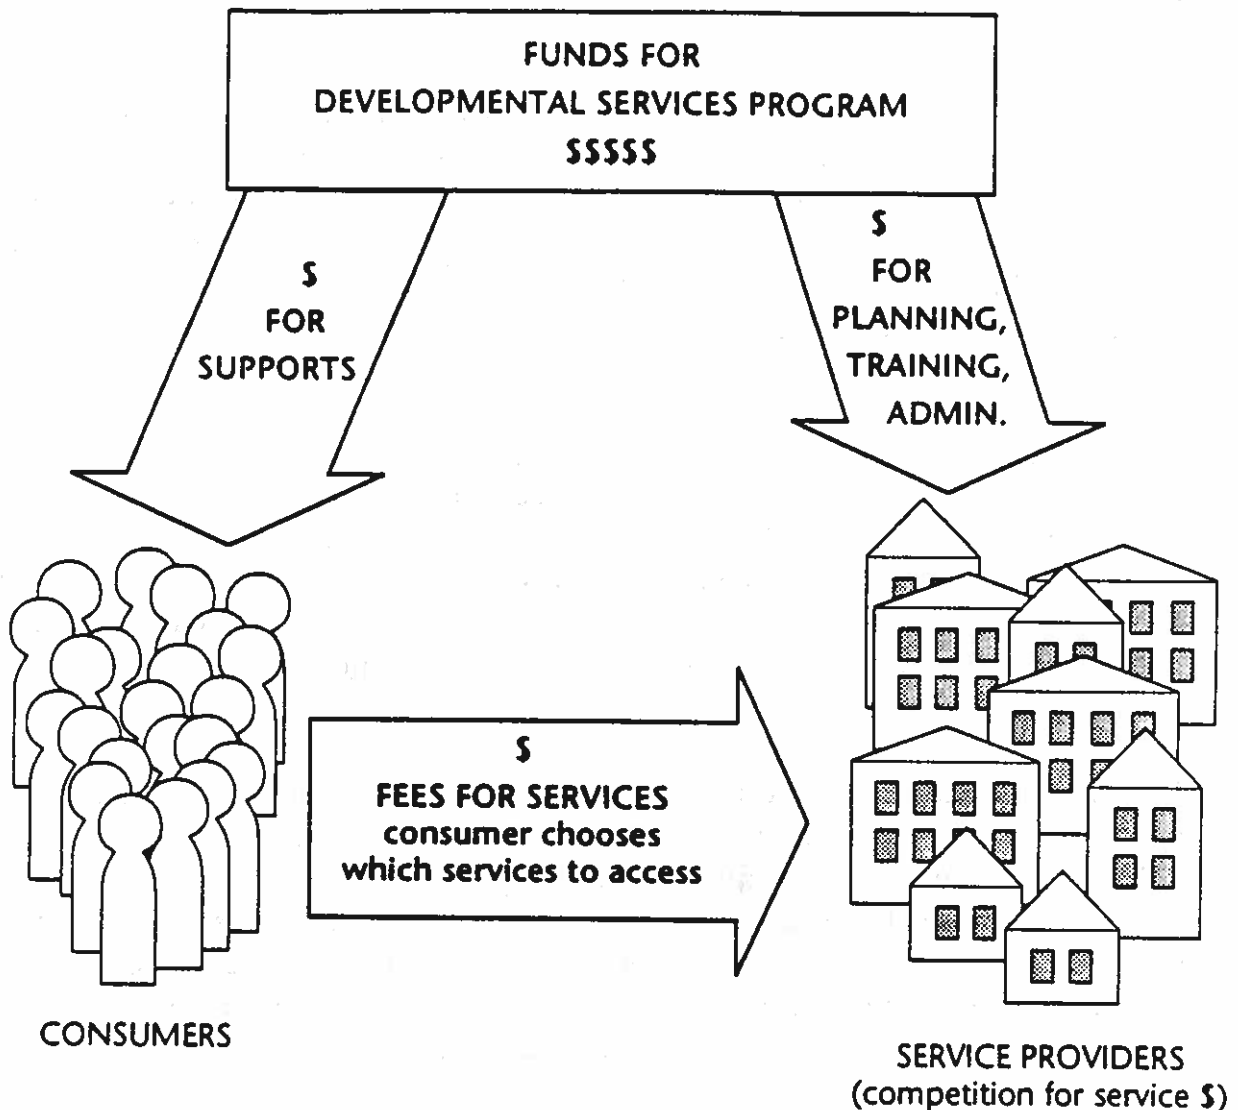 FUNDS FOR
DEVELOPMENTAL SERVICES PROGRAM
$$$$$
$
FOR
SUPPORTS
$
FOR
PLANNING,
TRAINING,
ADMIN.
$
FEES FOR SERVICES
consumer chooses
which services to access
CONSUMERS
SERVICE PROVIDERS
(competition for service $)